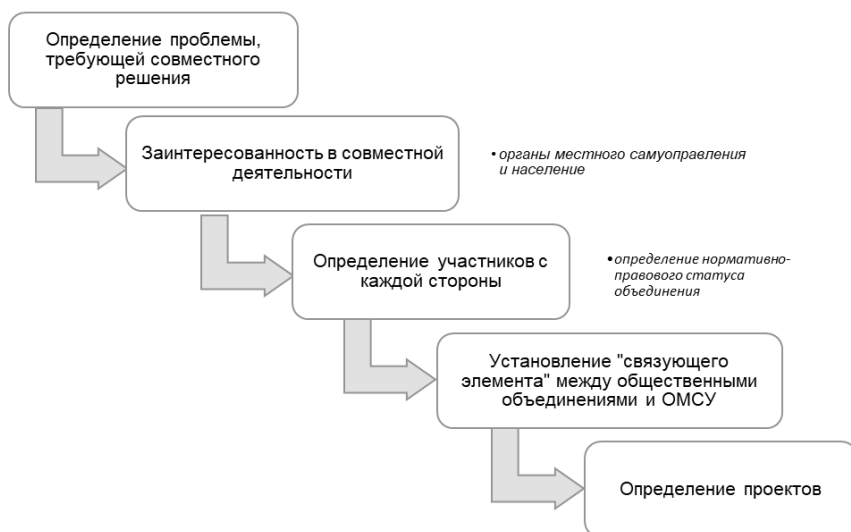 Определение проблемы,
требующей совместного
решения
Заинтересованность в совместной
деятельности
• органы местного самоуправления
и население
Определение участников с
каждой стороны
•определение нормативно-
правового статуса
объединения
Установление "связующего
элемента" между общественными
объединениями и ОМСУ
Определение проектов